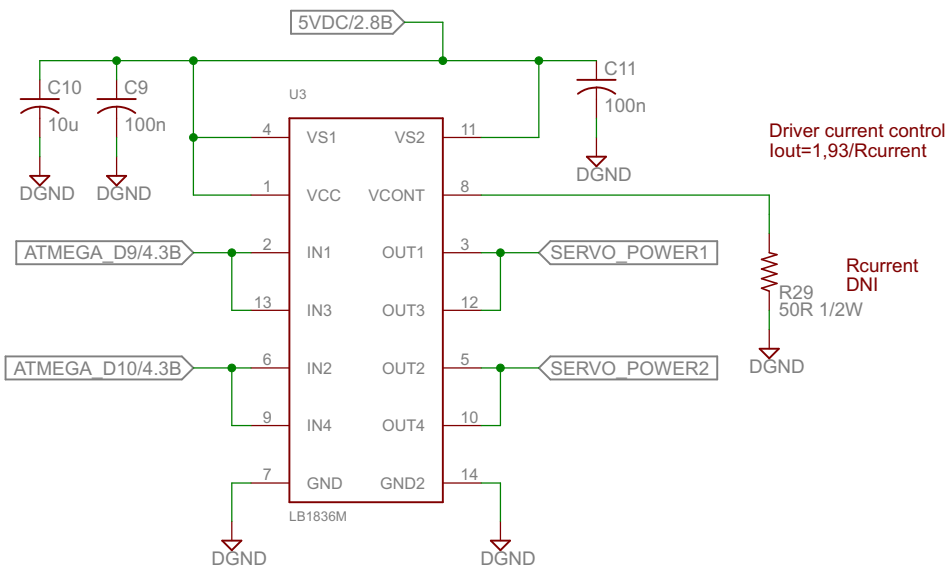 5VDC/2.8B
C10
10u
C9
100n
U3
C11
100n
DGND
DGND
DGND
Driver current control
Iout=1,93/Rcurrent
4
VS1
VS2
11
1
VCC
VCONT
8
ATMEGA_D9/4.3B
2
IN1
OUT1
3
SERVO_POWER1
13
IN3
OUT3
12
Rcurrent
DNI
R29
50R 1/2W
DGND
ATMEGA_D10/4.3B
6
IN2
OUT2
5
SERVO_POWER2
9
IN4
OUT4
10
7
GND
GND2
14
LB1836M
DGND
DGND